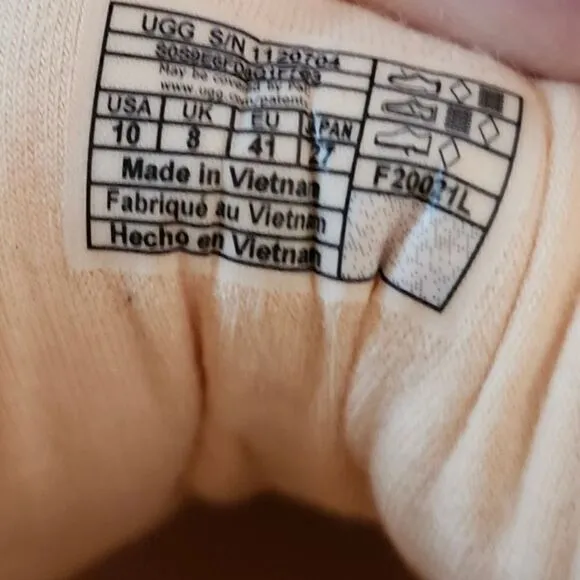 UGG S/N 1120704
May be covered by
www.ugg.com/patents
USA UK EU JAPAN
10 8 41 27
Made in Vietnam
Fabriqué au Vietnam
Hecho en Vietnam
F20021L